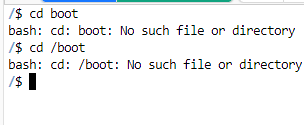 /$ cd boot
bash: cd: boot: No such file or directory
/$ cd /boot
bash: cd: /boot: No such file or directory
/$